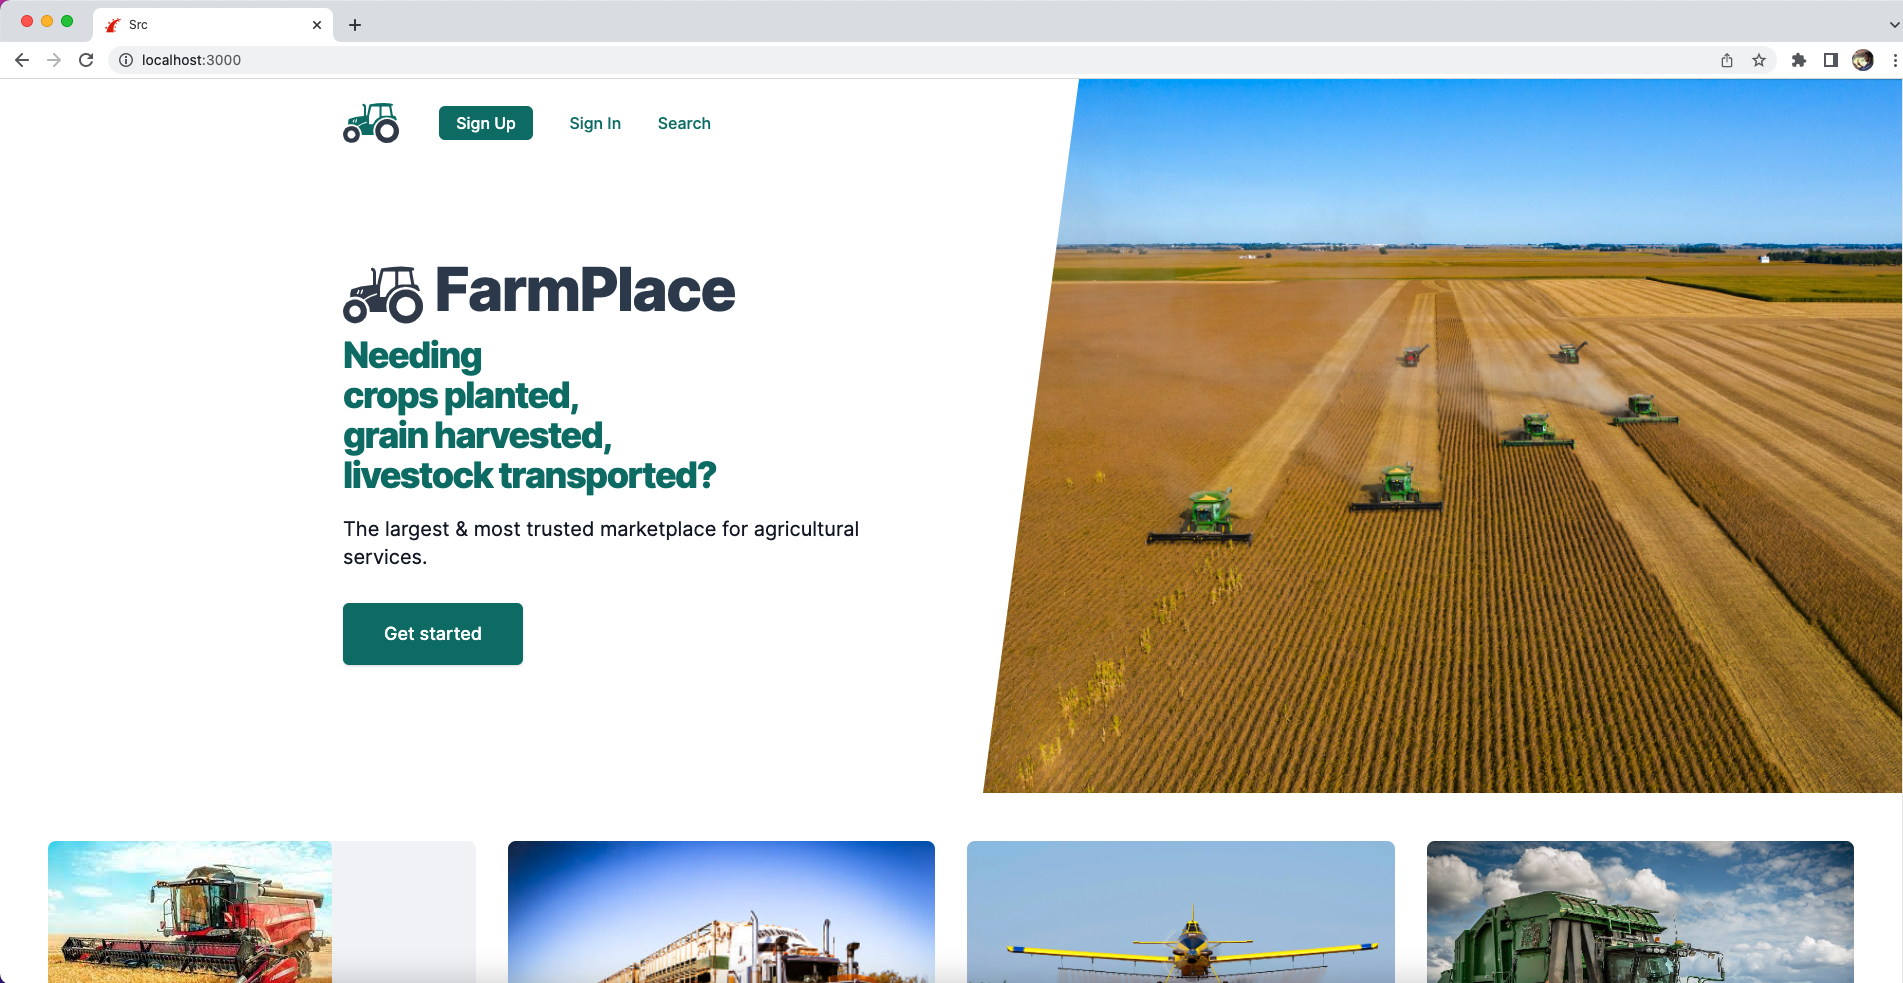 Src
localhost:3000
Sign Up
Sign In
Search
FarmPlace
Needing
crops planted,
grain harvested,
livestock transported?
The largest & most trusted marketplace for agricultural
services.
Get started